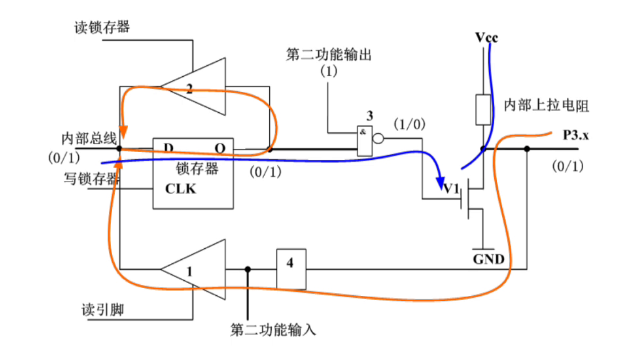 读锁存器
Vcc
第二功能输出
(1)
2
3
(1/0)
内部上拉电阻
&
P3.x
内部总线
D
Q
(0/1)
锁存器
(0/1)
(0/1)
写锁存器
CLK
V1
GND
1
4
读引脚
第二功能输入